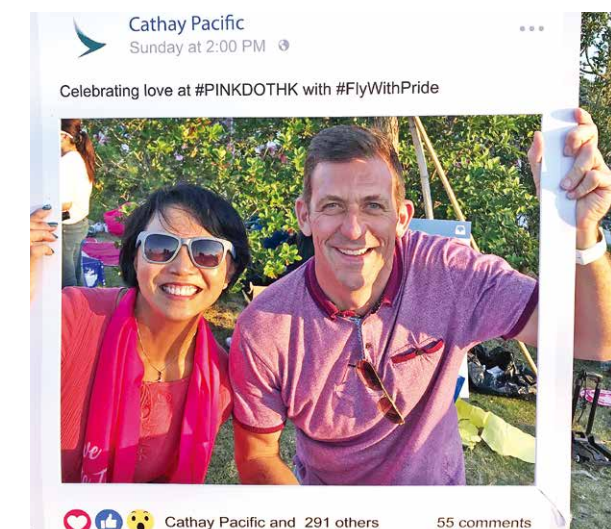 Cathay Pacific
Sunday at 2:00 PM
Celebrating love at #PINKDOTHK with #FlyWithPride
Cathay Pacific and 291 others
55 comments